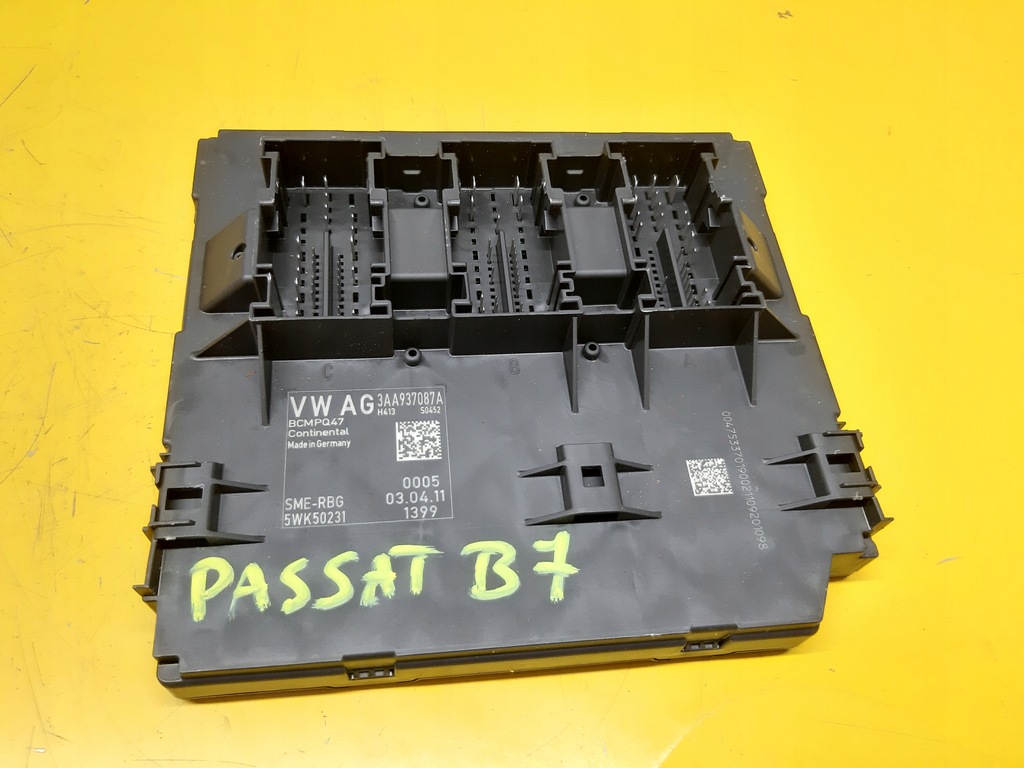 C B A
VW AG 3AA937087A
H413 S0452
BCMPQ47
Continental
Made in Germany
0005
SME-RBG 03.04.11
5WK50231 1399
PASSAT B7